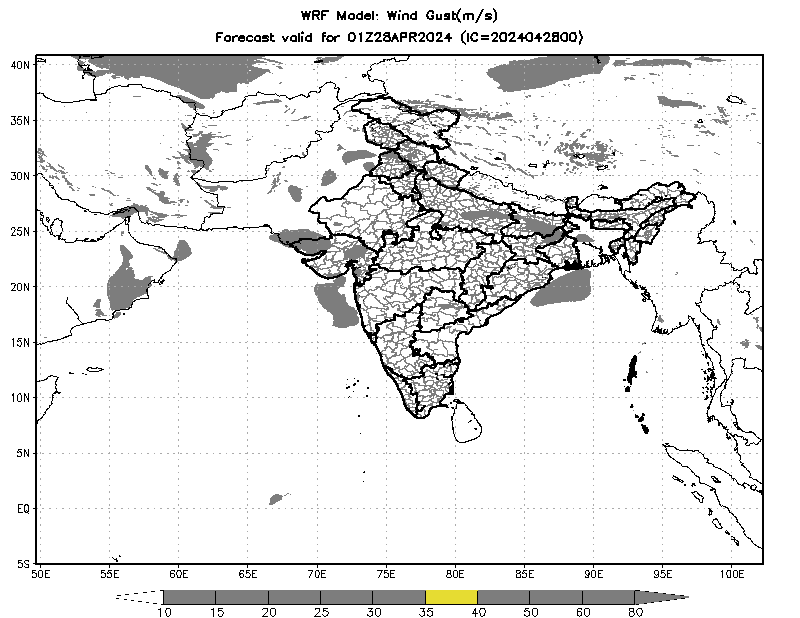 WRF Model: Wind Gust(m/s)
Forecast valid for 01Z28APR2024 (IC=2024042800)
40N
35N
30N
25N
20N
15N
10N
5N
EQ
5S
50E 55E 60E 65E 70E 75E 80E 85E 90E 95E 100E
10 15 20 25 30 35 40 50 60 80